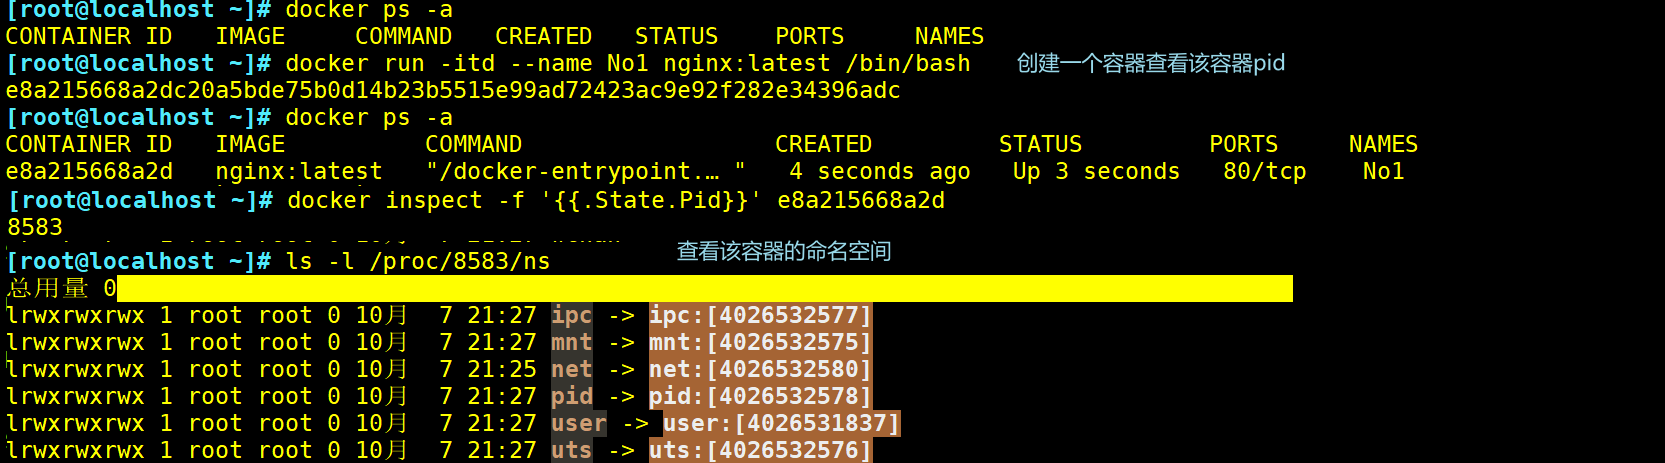 [root@localhost ~]# docker ps -a
CONTAINER ID   IMAGE     COMMAND   CREATED   STATUS    PORTS     NAMES
[root@localhost ~]# docker run -itd --name No1 nginx:latest /bin/bash   创建一个容器查看该容器pid
e8a215668a2dc20a5bde75b0d14b23b5515e99ad72423ac9e92f282e34396adc
[root@localhost ~]# docker ps -a
CONTAINER ID   IMAGE          COMMAND                  CREATED         STATUS         PORTS     NAMES
e8a215668a2d   nginx:latest   "/docker-entrypoint.… "   4 seconds ago   Up 3 seconds   80/tcp    No1
[root@localhost ~]# docker inspect -f '{{.State.Pid}}' e8a215668a2d
8583
查看该容器的命名空间
[root@localhost ~]# ls -l /proc/8583/ns
总用量 0
lrwxrwxrwx 1 root root 0 10月  7 21:27 ipc -> ipc:[4026532577]
lrwxrwxrwx 1 root root 0 10月  7 21:27 mnt -> mnt:[4026532575]
lrwxrwxrwx 1 root root 0 10月  7 21:25 net -> net:[4026532580]
lrwxrwxrwx 1 root root 0 10月  7 21:27 pid -> pid:[4026532578]
lrwxrwxrwx 1 root root 0 10月  7 21:27 user -> user:[4026531837]
lrwxrwxrwx 1 root root 0 10月  7 21:27 uts -> uts:[4026532576]